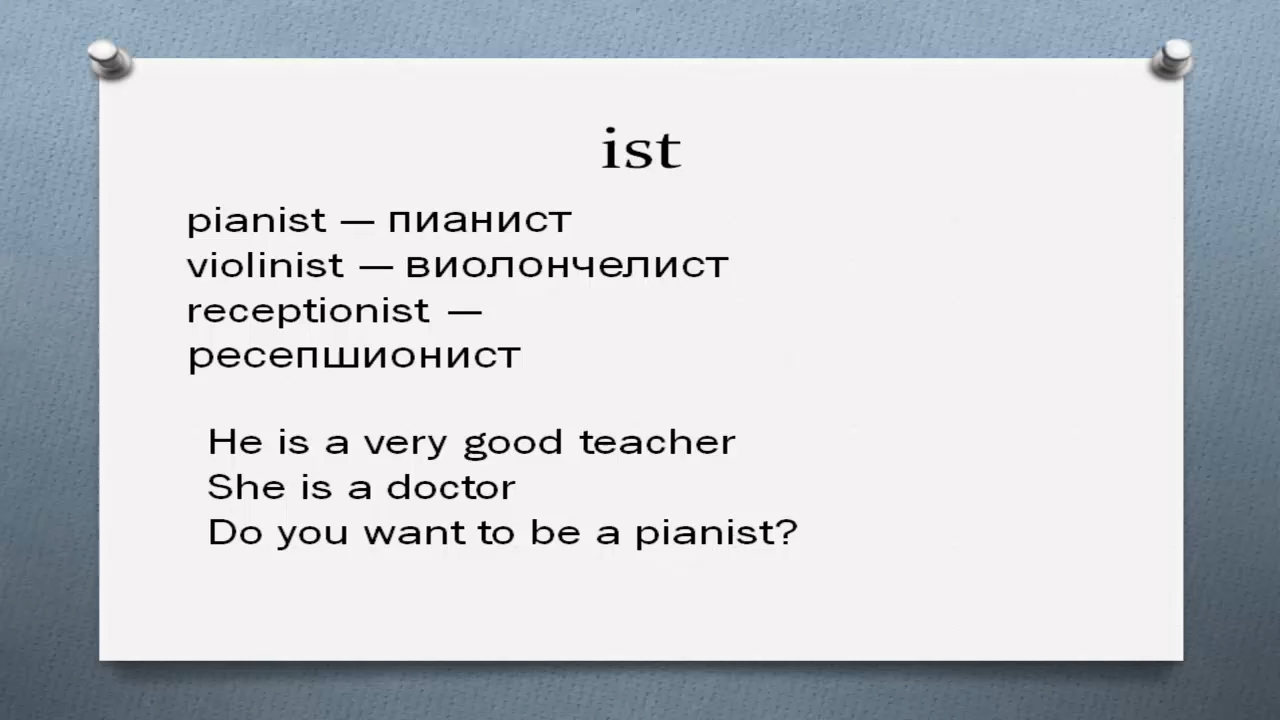 ist
pianist — пианист
violinist — виолончелист
receptionist —
ресепшионист
He is a very good teacher
She is a doctor
Do you want to be a pianist?